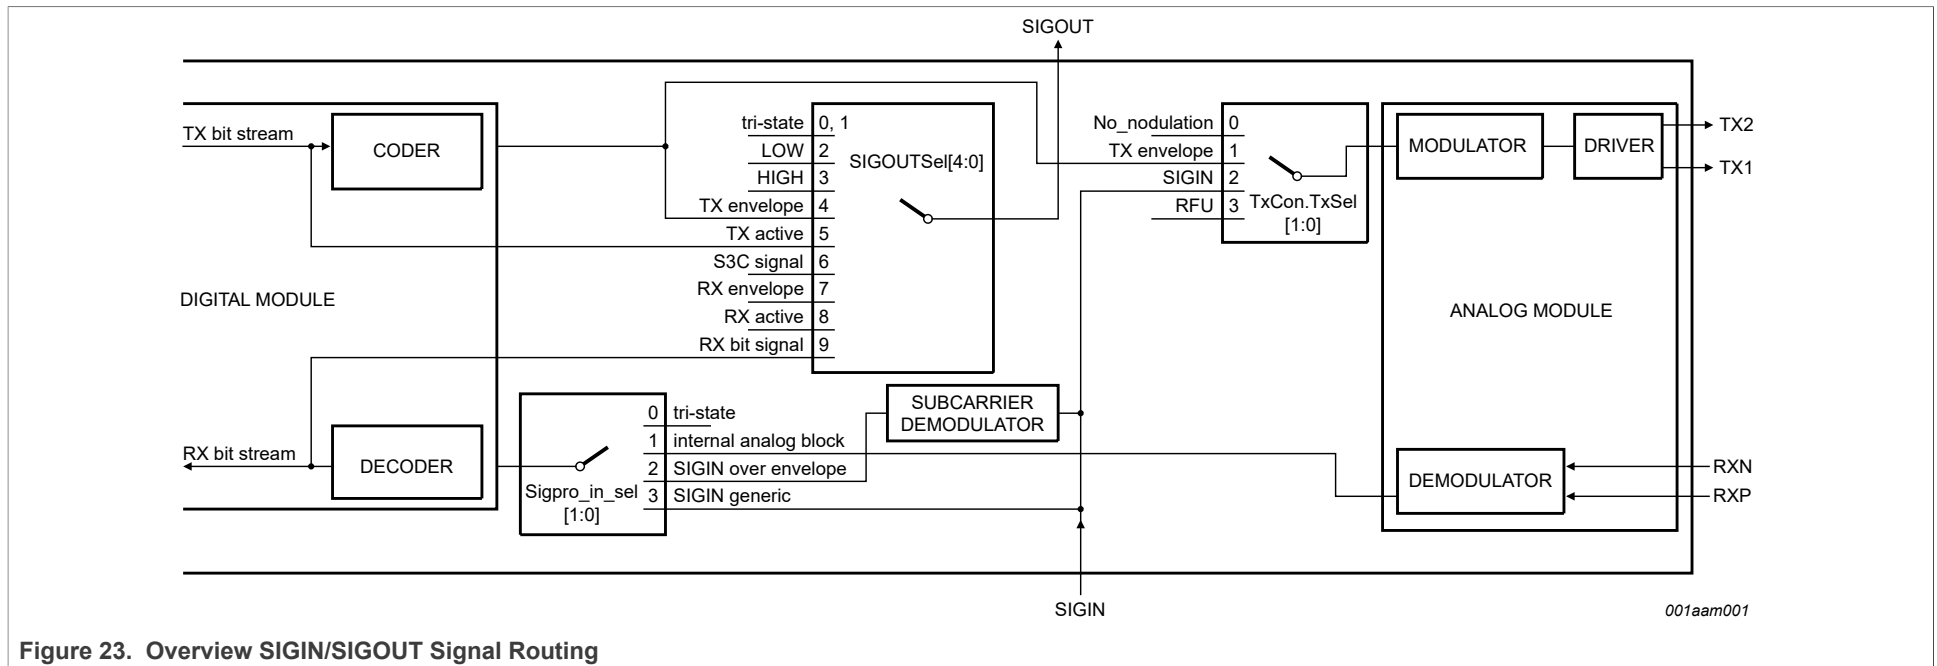 SIGOUT
TX bit stream
CODER
tri-state 0, 1
LOW 2
HIGH 3
TX envelope 4
TX active 5
S3C signal 6
RX envelope 7
RX active 8
RX bit signal 9
SIGOUTSel[4:0]
No_nodulation 0
TX envelope 1
SIGIN 2
RFU 3
TxCon.TxSel
[1:0]
MODULATOR
DRIVER
TX2
TX1
DIGITAL MODULE
ANALOG MODULE
SUBCARRIER
DEMODULATOR
0 tri-state
1 internal analog block
2 SIGIN over envelope
3 SIGIN generic
Sigpro_in_sel
[1:0]
RX bit stream
DECODER
DEMODULATOR
RXN
RXP
SIGIN
001aam001
Figure 23. Overview SIGIN/SIGOUT Signal Routing